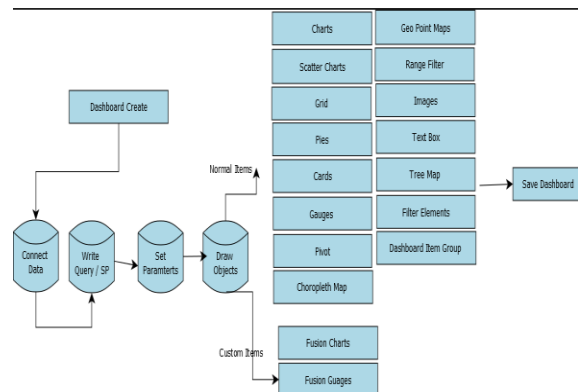 Dashboard Create
Connect
Data
Write
Query / SP
Set
Paramterts
Draw
Objects
Normal Items
Custom Items
Charts
Scatter Charts
Grid
Pies
Cards
Gauges
Pivot
Choropleth Map
Geo Point Maps
Range Filter
Images
Text Box
Tree Map
Filter Elements
Dashboard Item Group
Fusion Charts
Fusion Guages
Save Dashboard